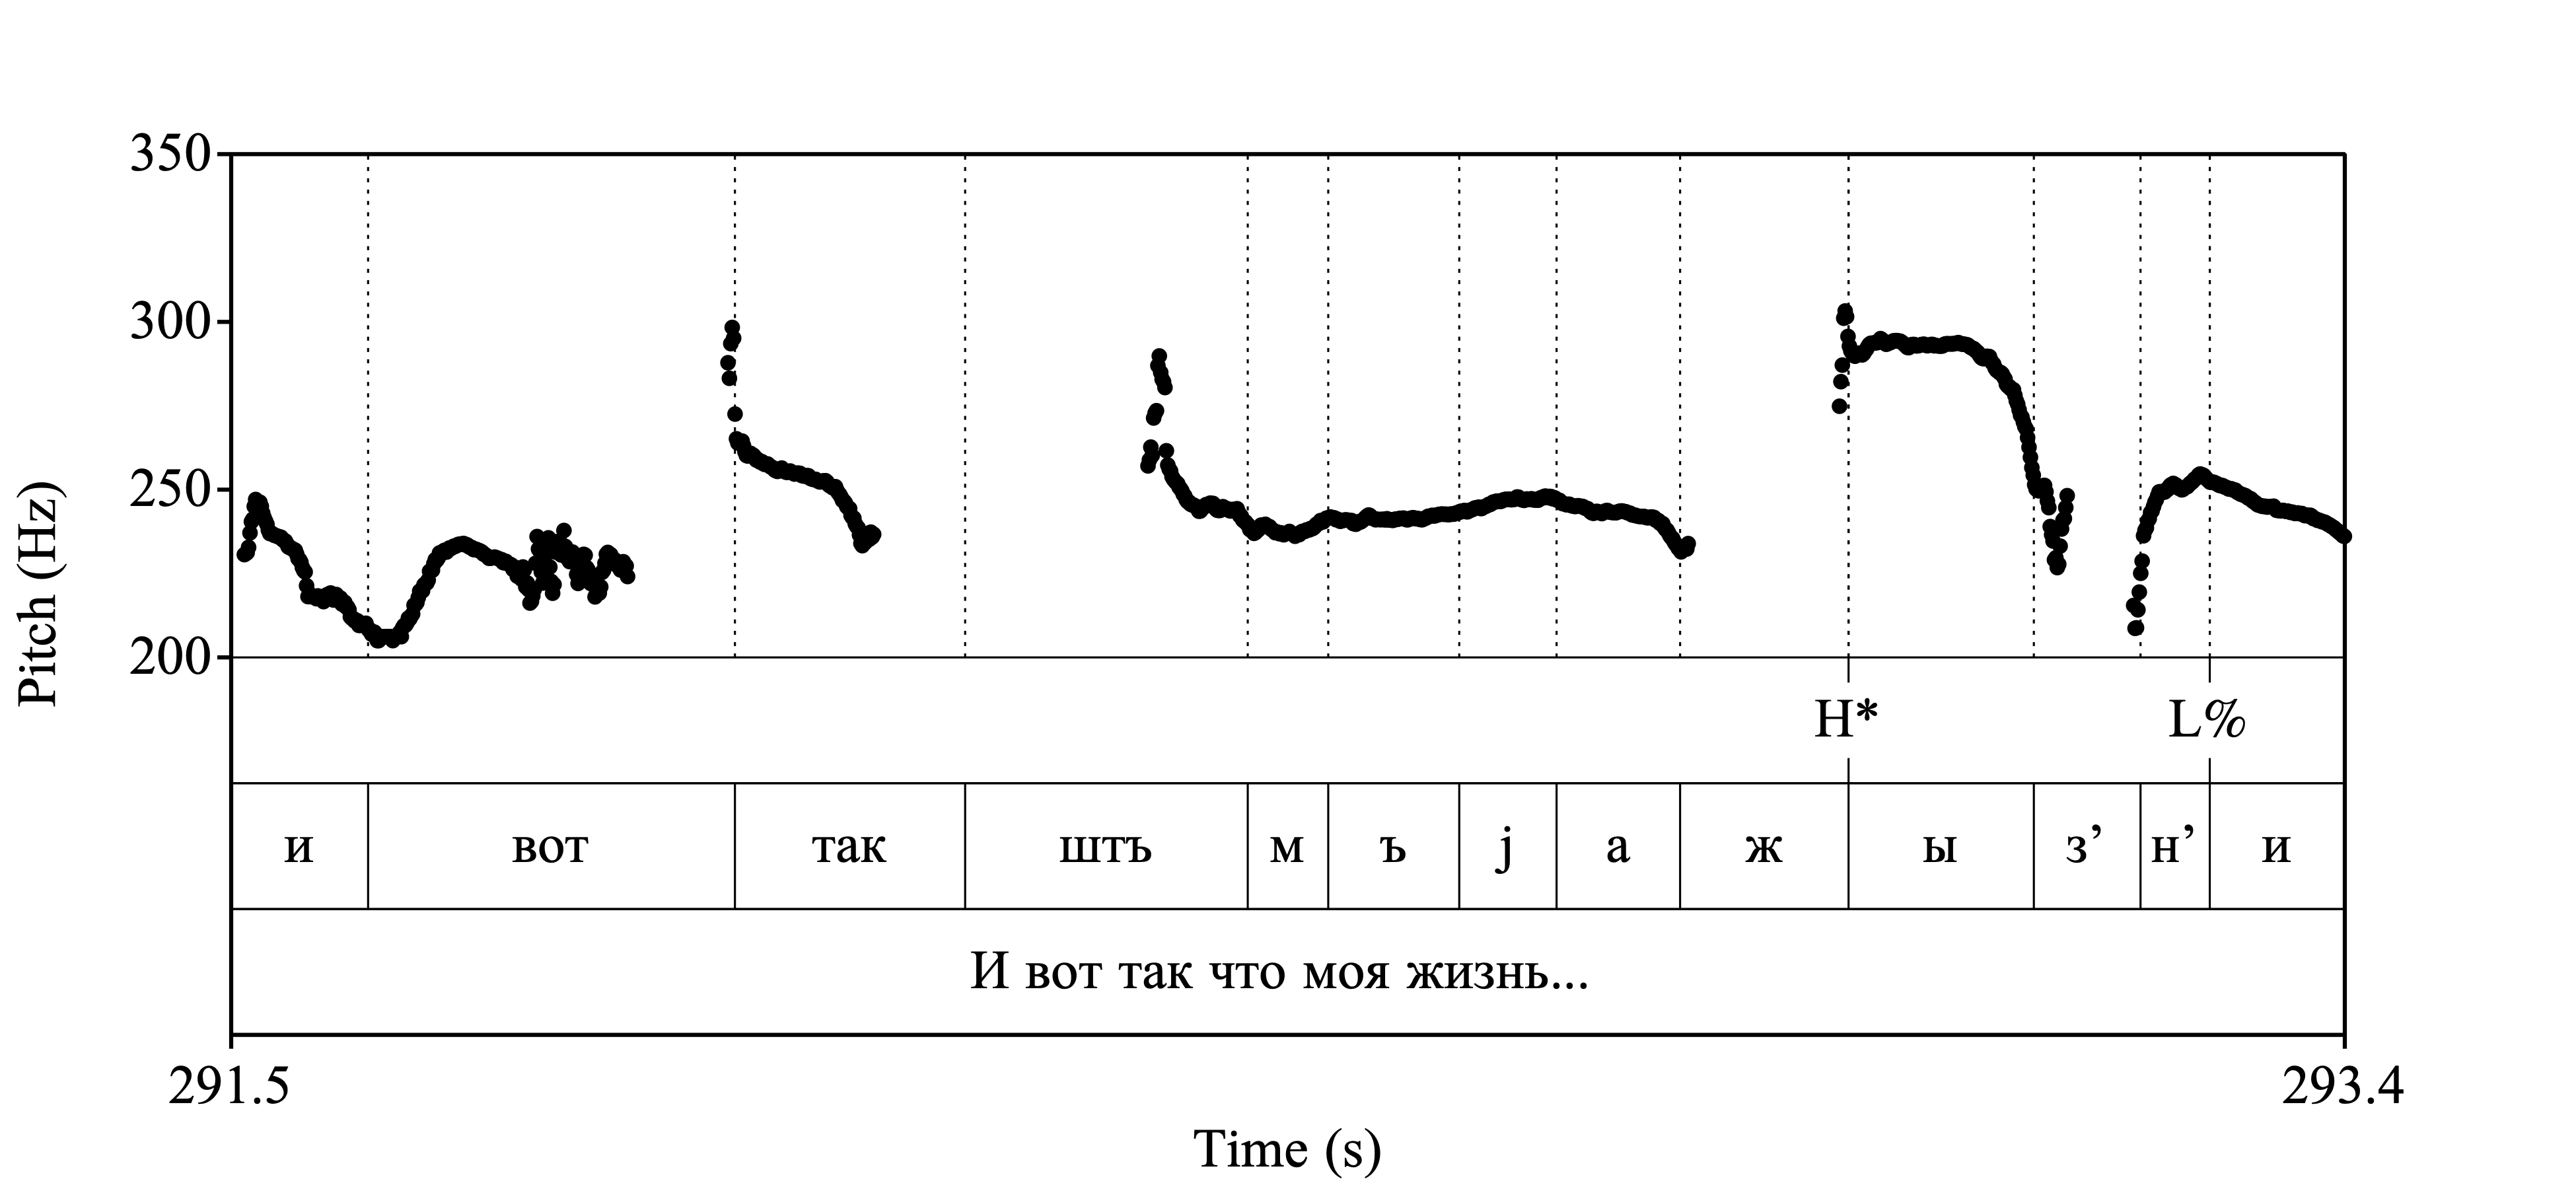 350
300
250
200
Pitch (Hz)
H* L%
и вот так штъ м ъ j а ж ы з’ н’ и
И вот так что моя жизнь...
291.5 293.4
Time (s)